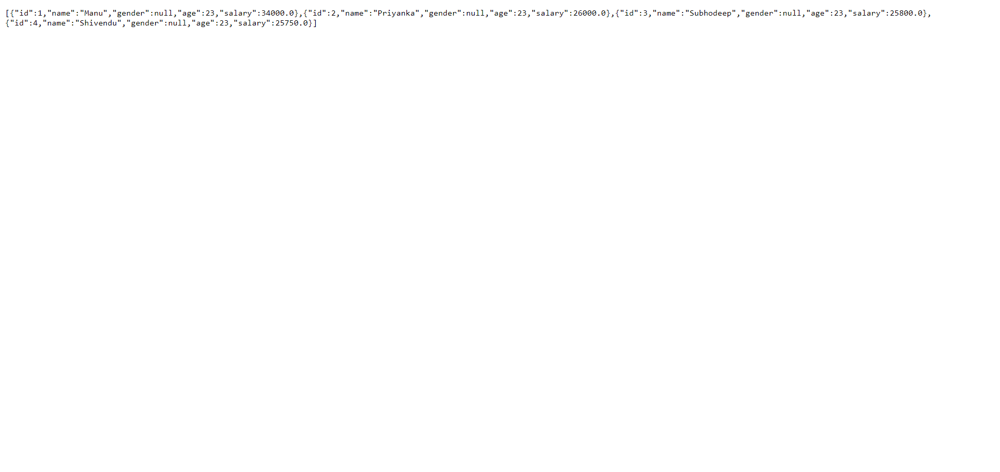 [{"id":1,"name":"Manu","gender":null,"age":23,"salary":34000.0},{"id":2,"name":"Priyanka","gender":null,"age":23,"salary":26000.0},{"id":3,"name":"Subhodeep","gender":null,"age":23,"salary":25800.0},
{"id":4,"name":"Shivendu","gender":null,"age":23,"salary":25750.0}]